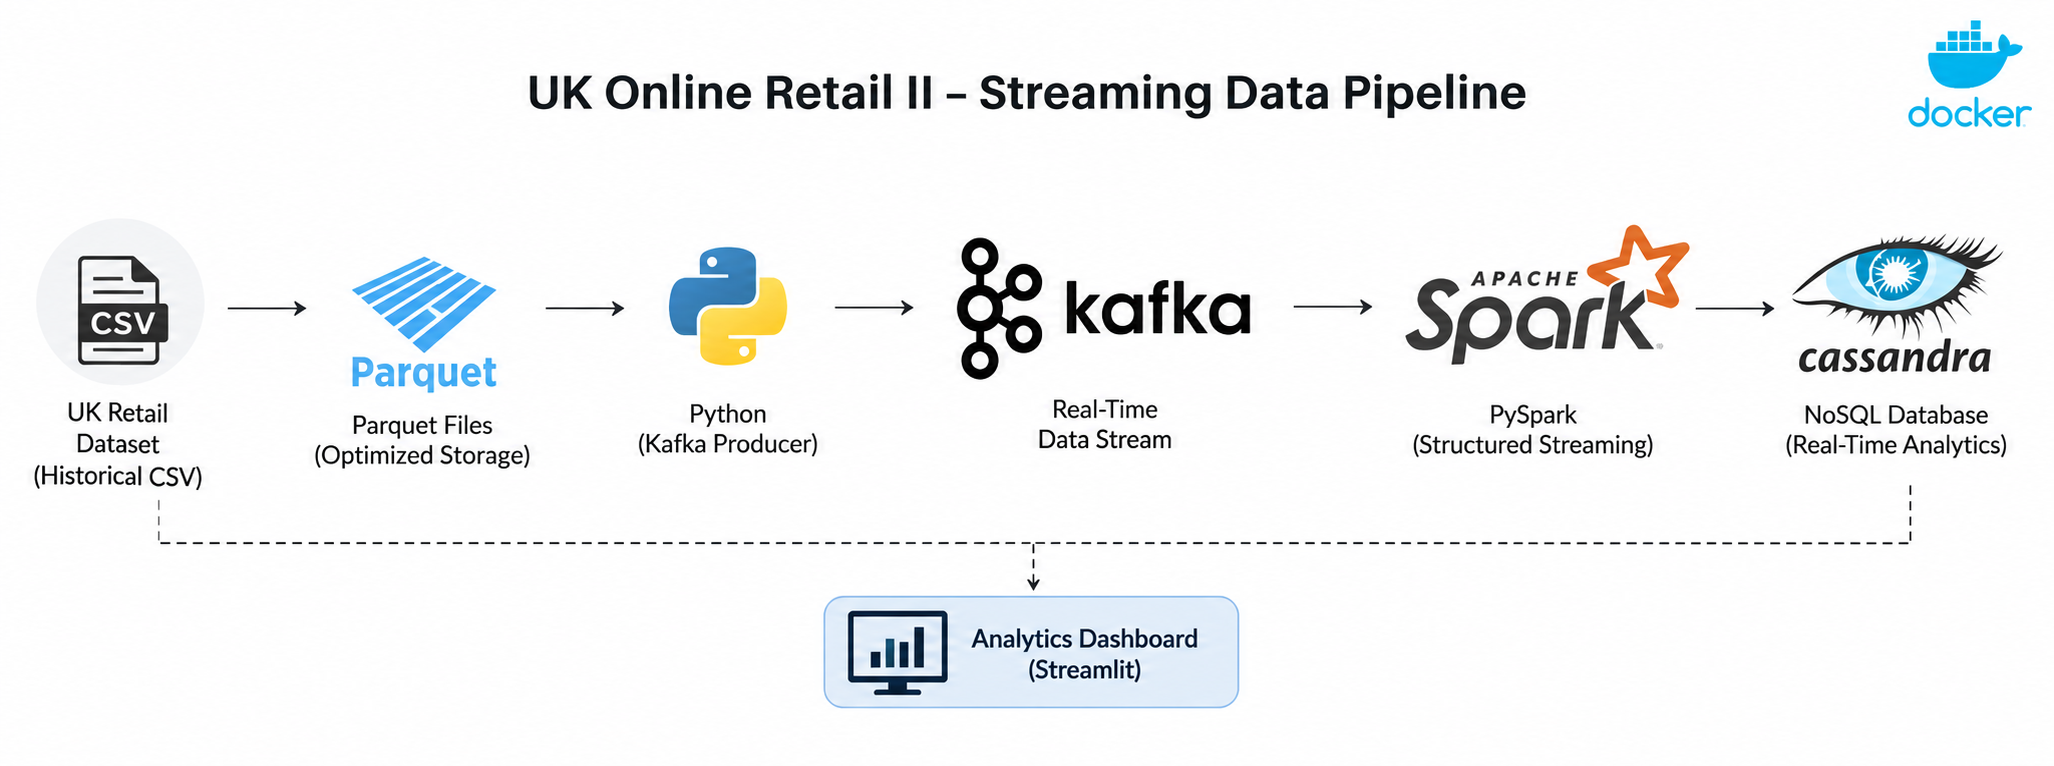 UK Online Retail II – Streaming Data Pipeline
docker
CSV
UK Retail
Dataset
(Historical CSV)
Parquet
Parquet Files
(Optimized Storage)
Python
(Kafka Producer)
kafka
Real-Time
Data Stream
APACHE
Spark
PySpark
(Structured Streaming)
cassandra
NoSQL Database
(Real-Time Analytics)
Analytics Dashboard
(Streamlit)